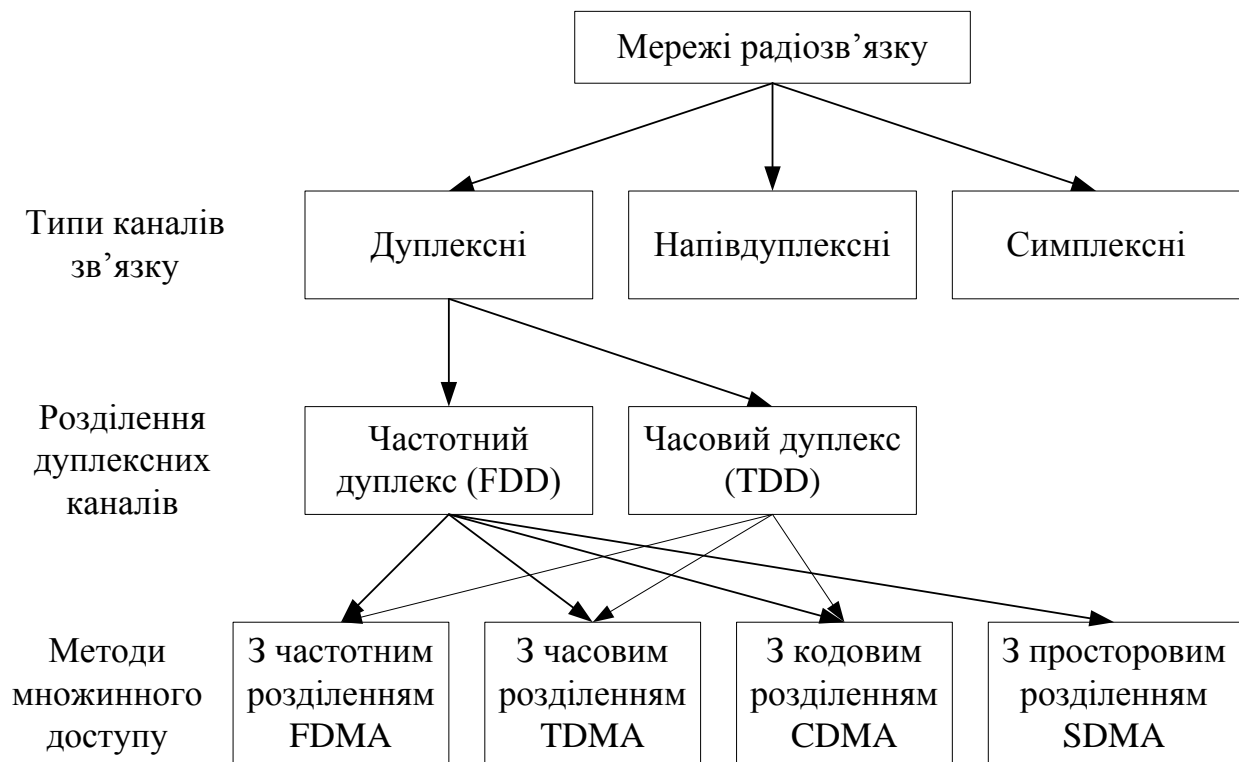 Мережі радіозв’язку
Типи каналів
зв’язку
Дуплексні
Напівдуплексні
Симплексні
Розділення
дуплексних
каналів
Частотний
дуплекс (FDD)
Часовий дуплекс
(TDD)
Методи
множинного
доступу
З частотним
розділенням
FDMA
З часовим
розділенням
TDMA
З кодовим
розділенням
CDMA
З просторовим
розділенням
SDMA